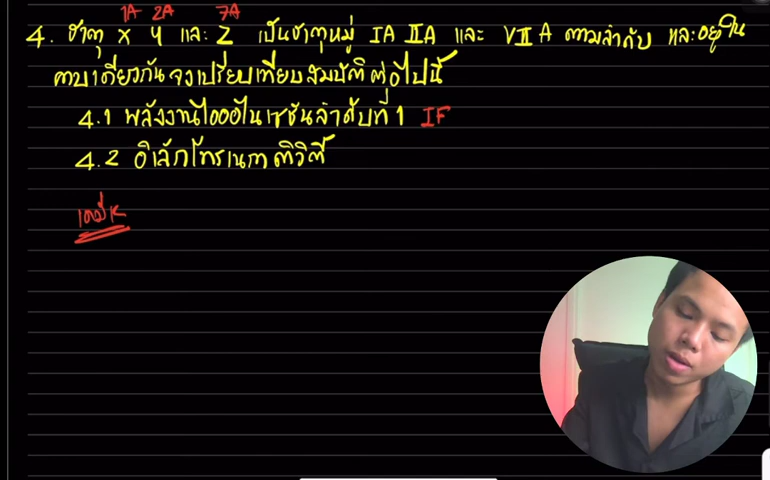 1A 2A 7A
4. ธาตุ X Y และ Z เป็นธาตุหมู่ IA IIA และ VII A ตามลำดับ และอยู่ใน
คาบเดียวกันจงเปรียบเทียบสมบัติต่อไปนี้
4.1 พลังงานไอออไนเซชันลำดับที่ 1 IF
4.2 อิเล็กโทรเนกาติวิตี